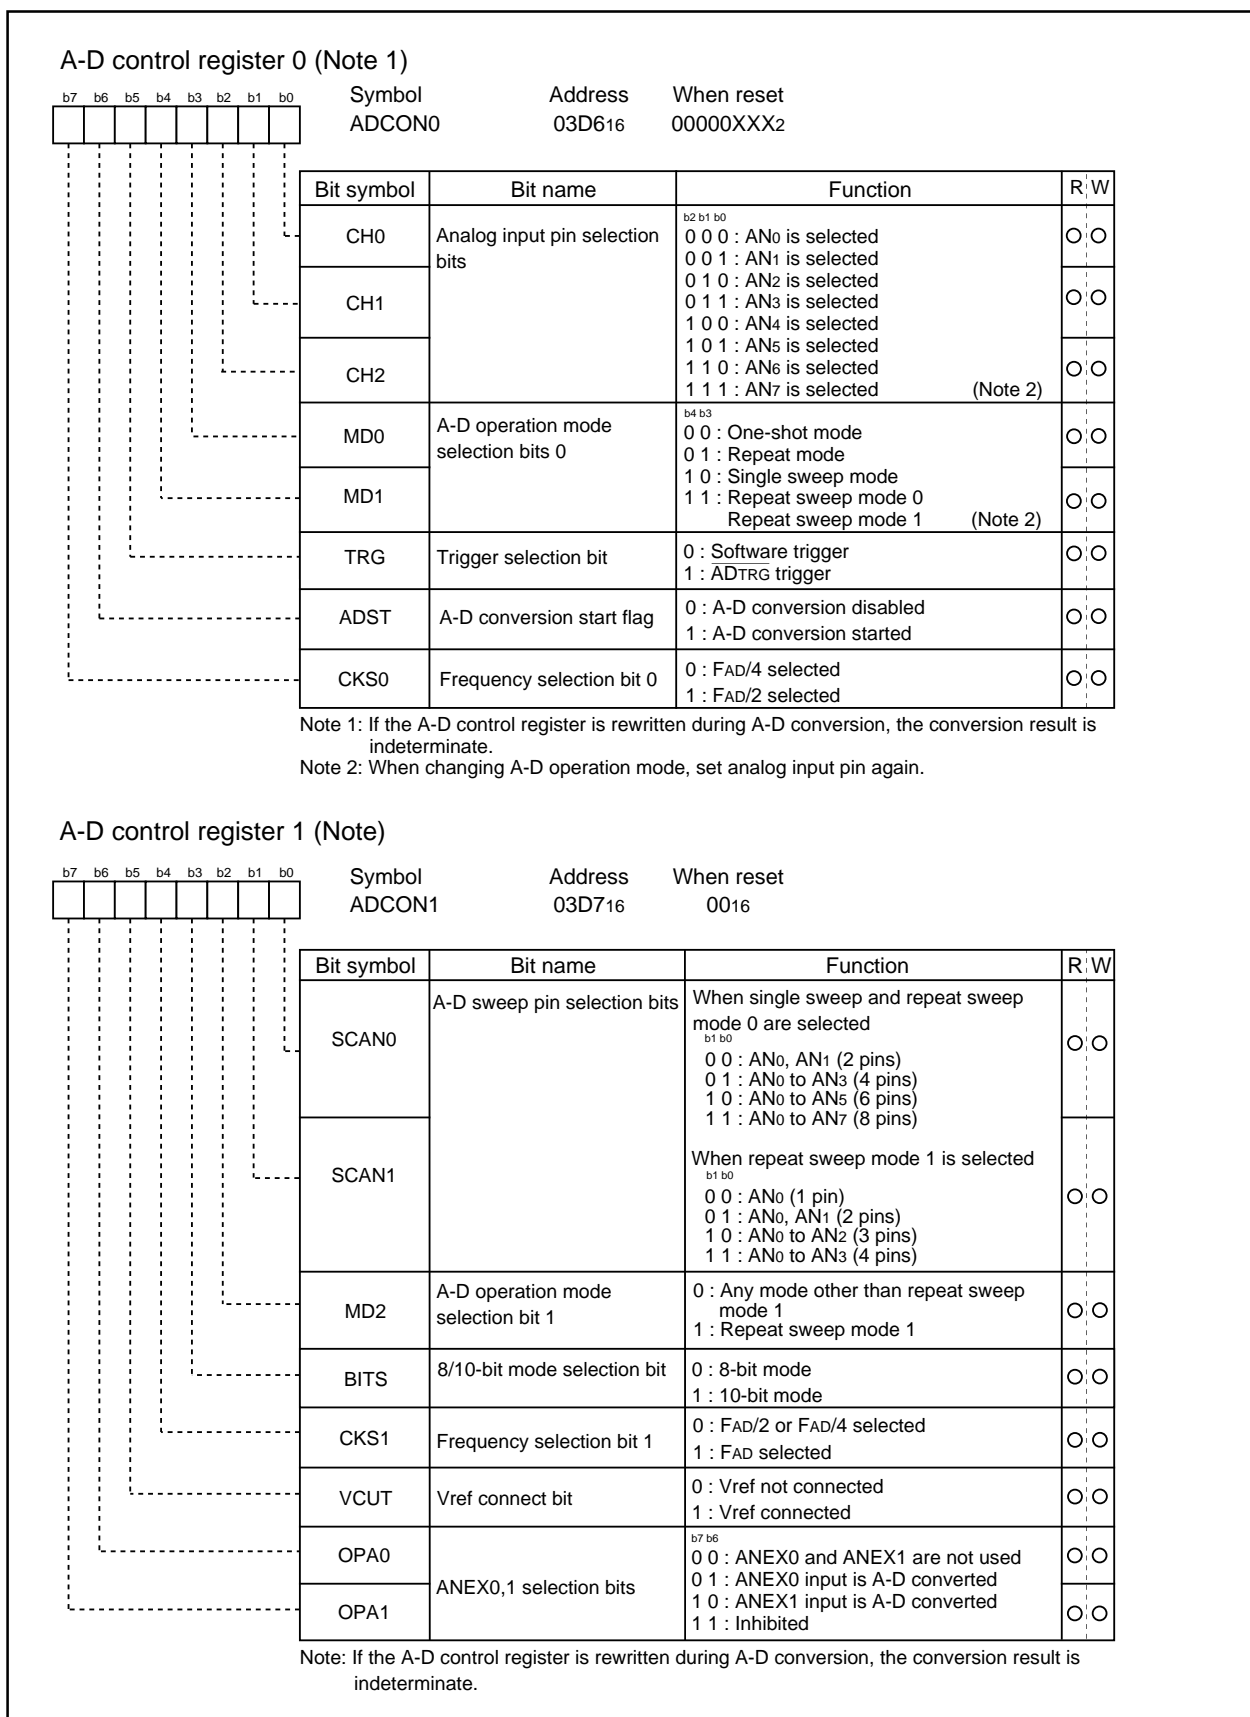 A-D control register 0 (Note 1)
b7 b6 b5 b4 b3 b2 b1 b0
Symbol Address When reset
ADCON0 03D616 00000XXX2
Bit symbol Bit name Function R W
CH0 Analog input pin selection bits
b2 b1 b0
0 0 0 : AN0 is selected
0 0 1 : AN1 is selected
0 1 0 : AN2 is selected
CH1
0 1 1 : AN3 is selected
1 0 0 : AN4 is selected
1 0 1 : AN5 is selected
CH2
1 1 0 : AN6 is selected
1 1 1 : AN7 is selected (Note 2)
MD0 A-D operation mode selection bits 0
b4 b3
0 0 : One-shot mode
0 1 : Repeat mode
MD1
1 0 : Single sweep mode
1 1 : Repeat sweep mode 0
Repeat sweep mode 1 (Note 2)
TRG Trigger selection bit
0 : Software trigger
1 : ADTRG trigger
ADST A-D conversion start flag
0 : A-D conversion disabled
1 : A-D conversion started
CKS0 Frequency selection bit 0
0 : FAD/4 selected
1 : FAD/2 selected
Note 1: If the A-D control register is rewritten during A-D conversion, the conversion result is
indeterminate.
Note 2: When changing A-D operation mode, set analog input pin again.
A-D control register 1 (Note)
b7 b6 b5 b4 b3 b2 b1 b0
Symbol Address When reset
ADCON1 03D716 0016
Bit symbol Bit name Function R W
SCAN0 A-D sweep pin selection bits
When single sweep and repeat sweep
mode 0 are selected
b1 b0
0 0 : AN0, AN1 (2 pins)
0 1 : AN0 to AN3 (4 pins)
1 0 : AN0 to AN5 (6 pins)
1 1 : AN0 to AN7 (8 pins)
SCAN1
When repeat sweep mode 1 is selected
b1 b0
0 0 : AN0 (1 pin)
0 1 : AN0, AN1 (2 pins)
1 0 : AN0 to AN2 (3 pins)
1 1 : AN0 to AN3 (4 pins)
MD2 A-D operation mode selection bit 1
0 : Any mode other than repeat sweep
mode 1
1 : Repeat sweep mode 1
BITS 8/10-bit mode selection bit
0 : 8-bit mode
1 : 10-bit mode
CKS1 Frequency selection bit 1
0 : FAD/2 or FAD/4 selected
1 : FAD selected
VCUT Vref connect bit
0 : Vref not connected
1 : Vref connected
OPA0 ANEX0,1 selection bits
b7 b6
0 0 : ANEX0 and ANEX1 are not used
0 1 : ANEX0 input is A-D converted
OPA1
1 0 : ANEX1 input is A-D converted
1 1 : Inhibited
Note: If the A-D control register is rewritten during A-D conversion, the conversion result is
indeterminate.